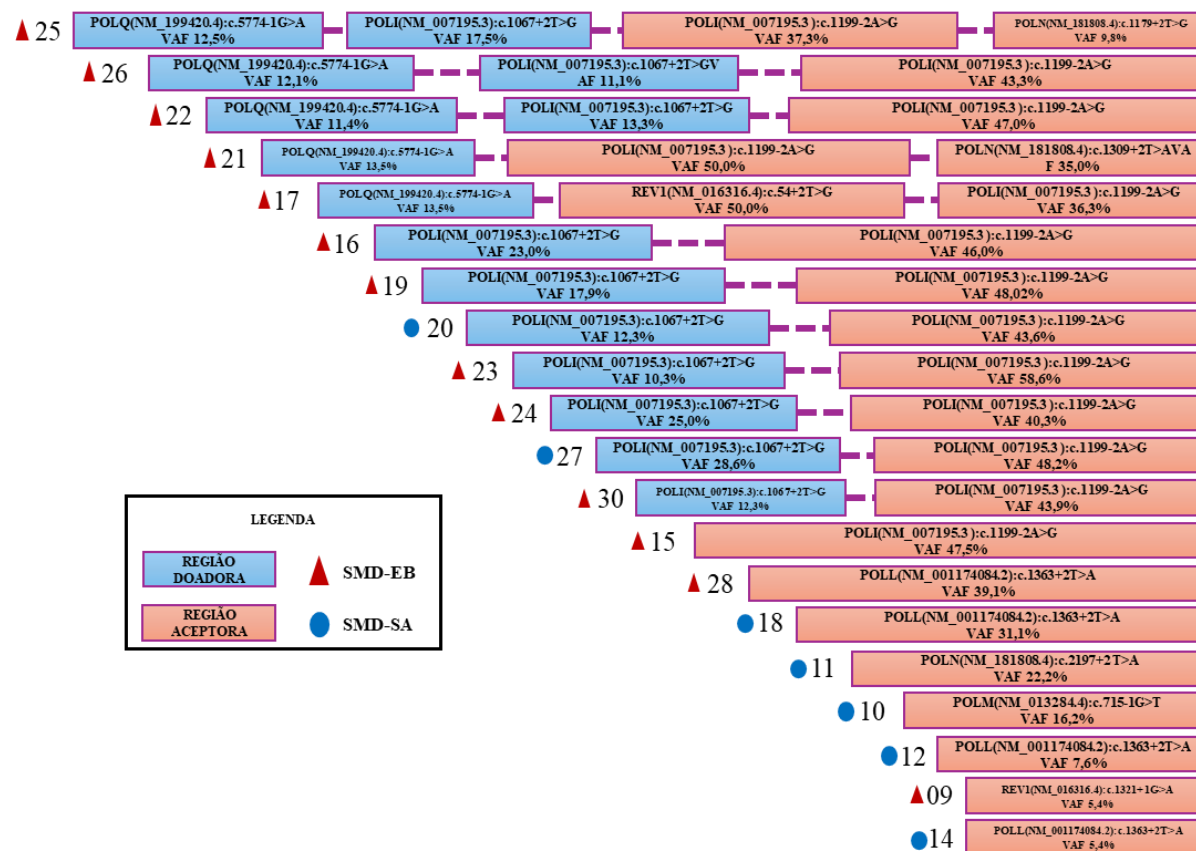 25
POLQ(NM_199420.4):c.5774-1G>A
VAF 12,5%
POLI(NM_007195.3):c.1067+2T>G
VAF 17,5%
POLI(NM_007195.3):c.1199-2A>G
VAF 37,3%
POLN(NM_181808.4):c.1179+2T>G
VAF 9,8%
26
POLQ(NM_199420.4):c.5774-1G>A
VAF 12,1%
POLI(NM_007195.3):c.1067+2T>GV
AF 11,1%
POLI(NM_007195.3):c.1199-2A>G
VAF 43,3%
22
POLQ(NM_199420.4):c.5774-1G>A
VAF 11,4%
POLI(NM_007195.3):c.1067+2T>G
VAF 13,3%
POLI(NM_007195.3):c.1199-2A>G
VAF 47,0%
21
POLQ(NM_199420.4):c.5774-1G>A
VAF 13,5%
POLI(NM_007195.3):c.1199-2A>G
VAF 50,0%
POLN(NM_181808.4):c.1309+2T>AVA
F 35,0%
17
POLQ(NM_199420.4):c.5774-1G>A
VAF 13,5%
REV1(NM_016316.4):c.54+2T>G
VAF 50,0%
POLI(NM_007195.3):c.1199-2A>G
VAF 36,3%
16
POLI(NM_007195.3):c.1067+2T>G
VAF 23,0%
POLI(NM_007195.3):c.1199-2A>G
VAF 46,0%
19
POLI(NM_007195.3):c.1067+2T>G
VAF 17,9%
POLI(NM_007195.3):c.1199-2A>G
VAF 48,02%
20
POLI(NM_007195.3):c.1067+2T>G
VAF 12,3%
POLI(NM_007195.3):c.1199-2A>G
VAF 43,6%
23
POLI(NM_007195.3):c.1067+2T>G
VAF 10,3%
POLI(NM_007195.3):c.1199-2A>G
VAF 58,6%
24
POLI(NM_007195.3):c.1067+2T>G
VAF 25,0%
POLI(NM_007195.3):c.1199-2A>G
VAF 40,3%
27
POLI(NM_007195.3):c.1067+2T>G
VAF 28,6%
POLI(NM_007195.3):c.1199-2A>G
VAF 48,2%
30
POLI(NM_007195.3):c.1067+2T>G
VAF 12,3%
POLI(NM_007195.3):c.1199-2A>G
VAF 43,9%
15
POLI(NM_007195.3):c.1199-2A>G
VAF 47,5%
28
POLL(NM_001174084.2):c.1363+2T>A
VAF 39,1%
18
POLL(NM_001174084.2):c.1363+2T>A
VAF 31,1%
11
POLN(NM_181808.4):c.2197+2T>A
VAF 22,2%
10
POLM(NM_013284.4):c.715-1G>T
VAF 16,2%
12
POLL(NM_001174084.2):c.1363+2T>A
VAF 7,6%
09
REV1(NM_016316.4):c.1321+1G>A
VAF 5,4%
14
POLL(NM_001174084.2):c.1363+2T>A
VAF 5,4%
LEGENDA
REGIÃO
DOADORA
SMD-EB
REGIÃO
ACEPTORA
SMD-SA